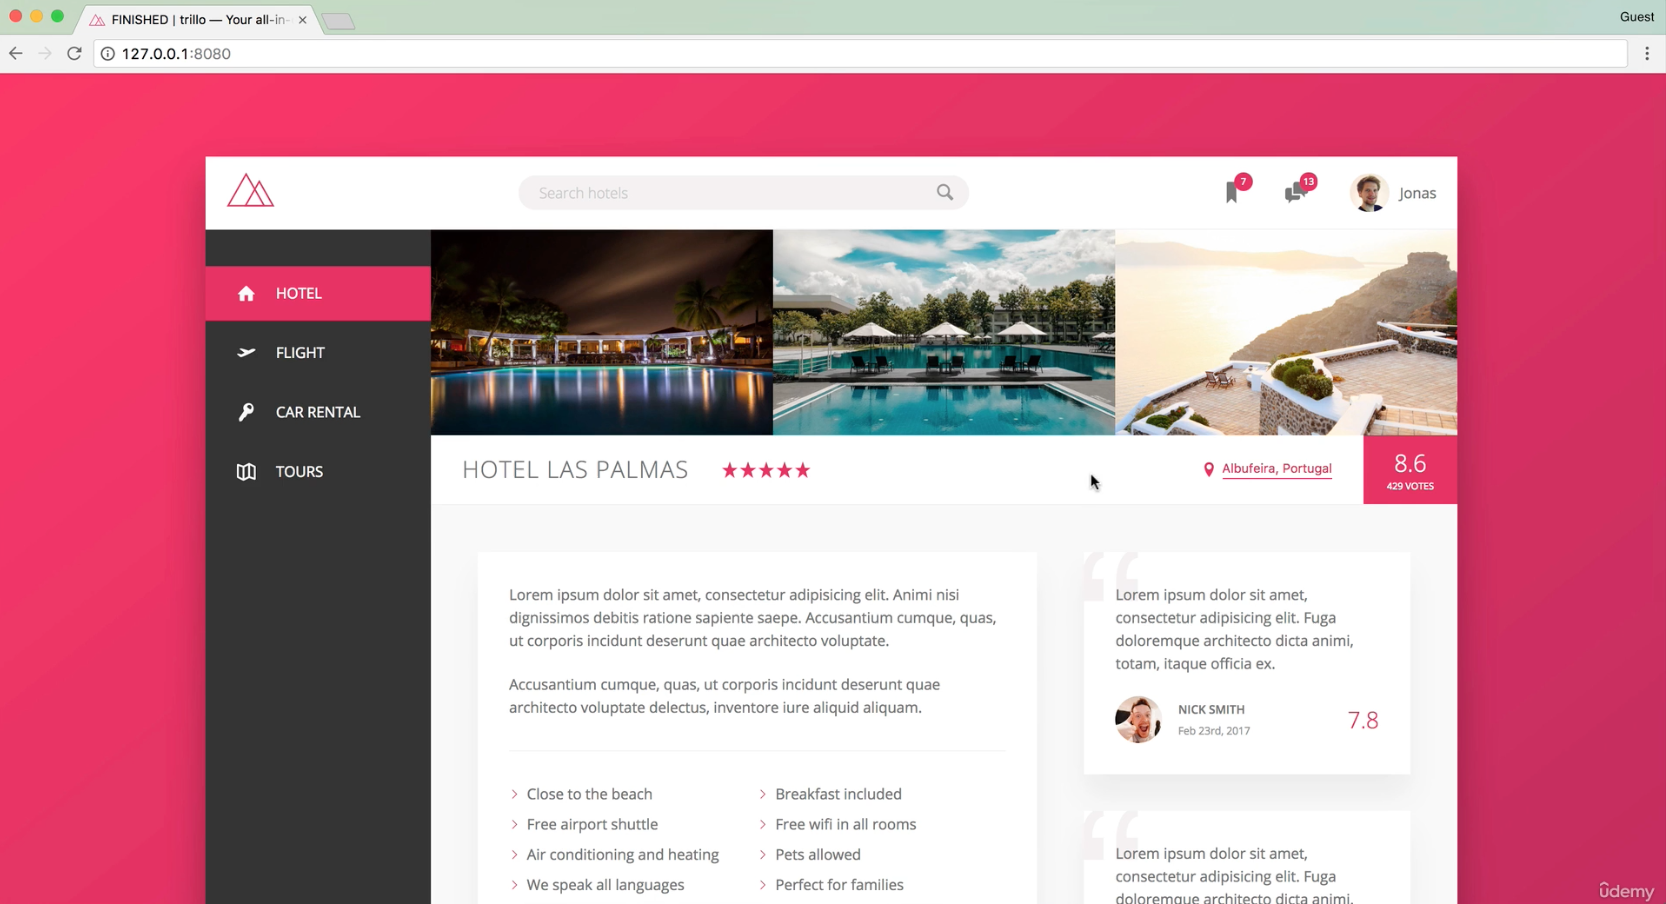 FINISHED | trillo — Your all-in-
Guest
127.0.0.1:8080
Search hotels
7
13
Jonas
HOTEL
FLIGHT
CAR RENTAL
TOURS
HOTEL LAS PALMAS
Albufeira, Portugal
8.6
429 VOTES
Lorem ipsum dolor sit amet, consectetur adipisicing elit. Animi nisi
dignissimos debitis ratione sapiente saepe. Accusantium cumque, quas,
ut corporis incidunt deserunt quae architecto voluptate.
Accusantium cumque, quas, ut corporis incidunt deserunt quae
architecto voluptate delectus, inventore iure aliquid aliquam.
Close to the beach
Free airport shuttle
Air conditioning and heating
We speak all languages
Breakfast included
Free wifi in all rooms
Pets allowed
Perfect for families
Lorem ipsum dolor sit amet,
consectetur adipisicing elit. Fuga
doloremque architecto dicta animi,
totam, itaque officia ex.
NICK SMITH
Feb 23rd, 2017
7.8
Lorem ipsum dolor sit amet,
consectetur adipisicing elit. Fuga
doloremque architecto dicta animi,
ûdemy